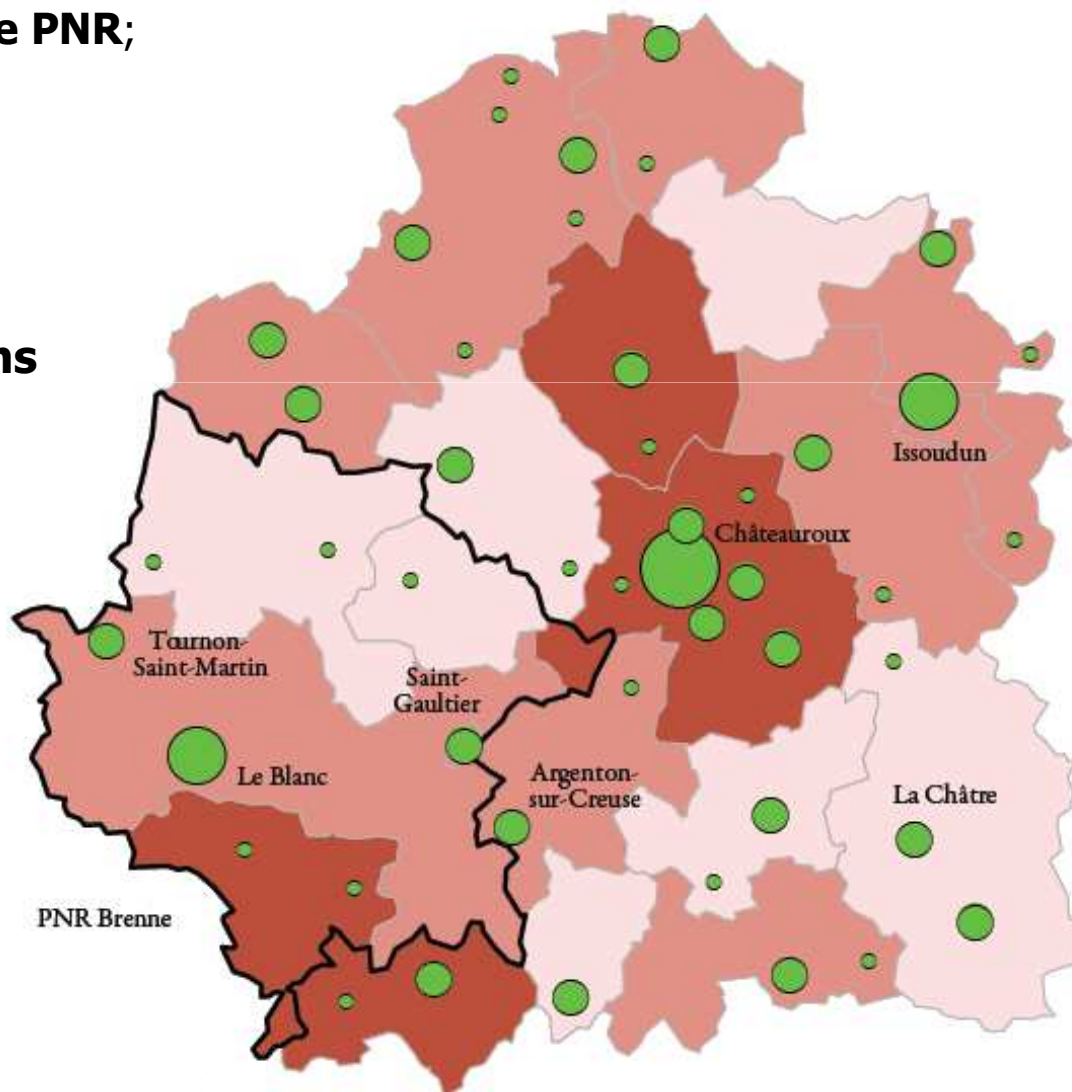 e PNR;
ns
Issoudun
Châteauroux
Tournon-
Saint-Martin
Saint-
Gaultier
Le Blanc
Argenton-
sur-Creuse
La Châtre
PNR Brenne